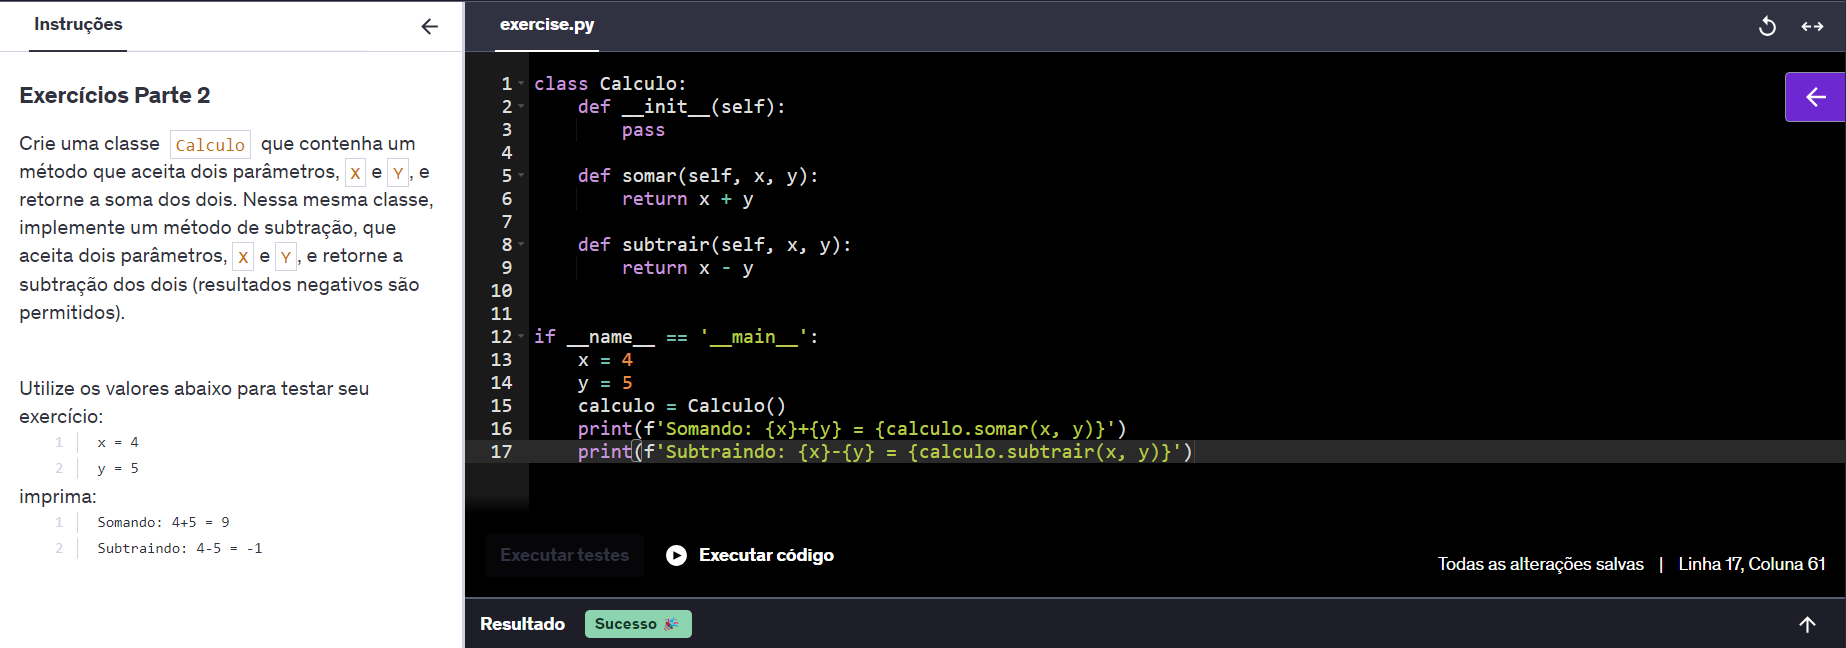 Instruções
Exercícios Parte 2
Crie uma classe Calculo que contenha um
método que aceita dois parâmetros, X e Y, e
retorne a soma dos dois. Nessa mesma classe,
implemente um método de subtração, que
aceita dois parâmetros, X e Y, e retorne a
subtração dos dois (resultados negativos são
permitidos).
Utilize os valores abaixo para testar seu
exercício:
1 x = 4
2 y = 5
imprima:
1 Somando: 4+5 = 9
2 Subtraindo: 4-5 = -1
exercise.py
1 class Calculo:
2     def __init__(self):
3         pass
4
5     def somar(self, x, y):
6         return x + y
7
8     def subtrair(self, x, y):
9         return x - y
10
11
12 if __name__ == '__main__':
13     x = 4
14     y = 5
15     calculo = Calculo()
16     print(f'Somando: {x}+{y} = {calculo.somar(x, y)}')
17     print(f'Subtraindo: {x}-{y} = {calculo.subtrair(x, y)}')
Executar testes
Executar código
Todas as alterações salvas | Linha 17, Coluna 61
Resultado
Sucesso 🎉